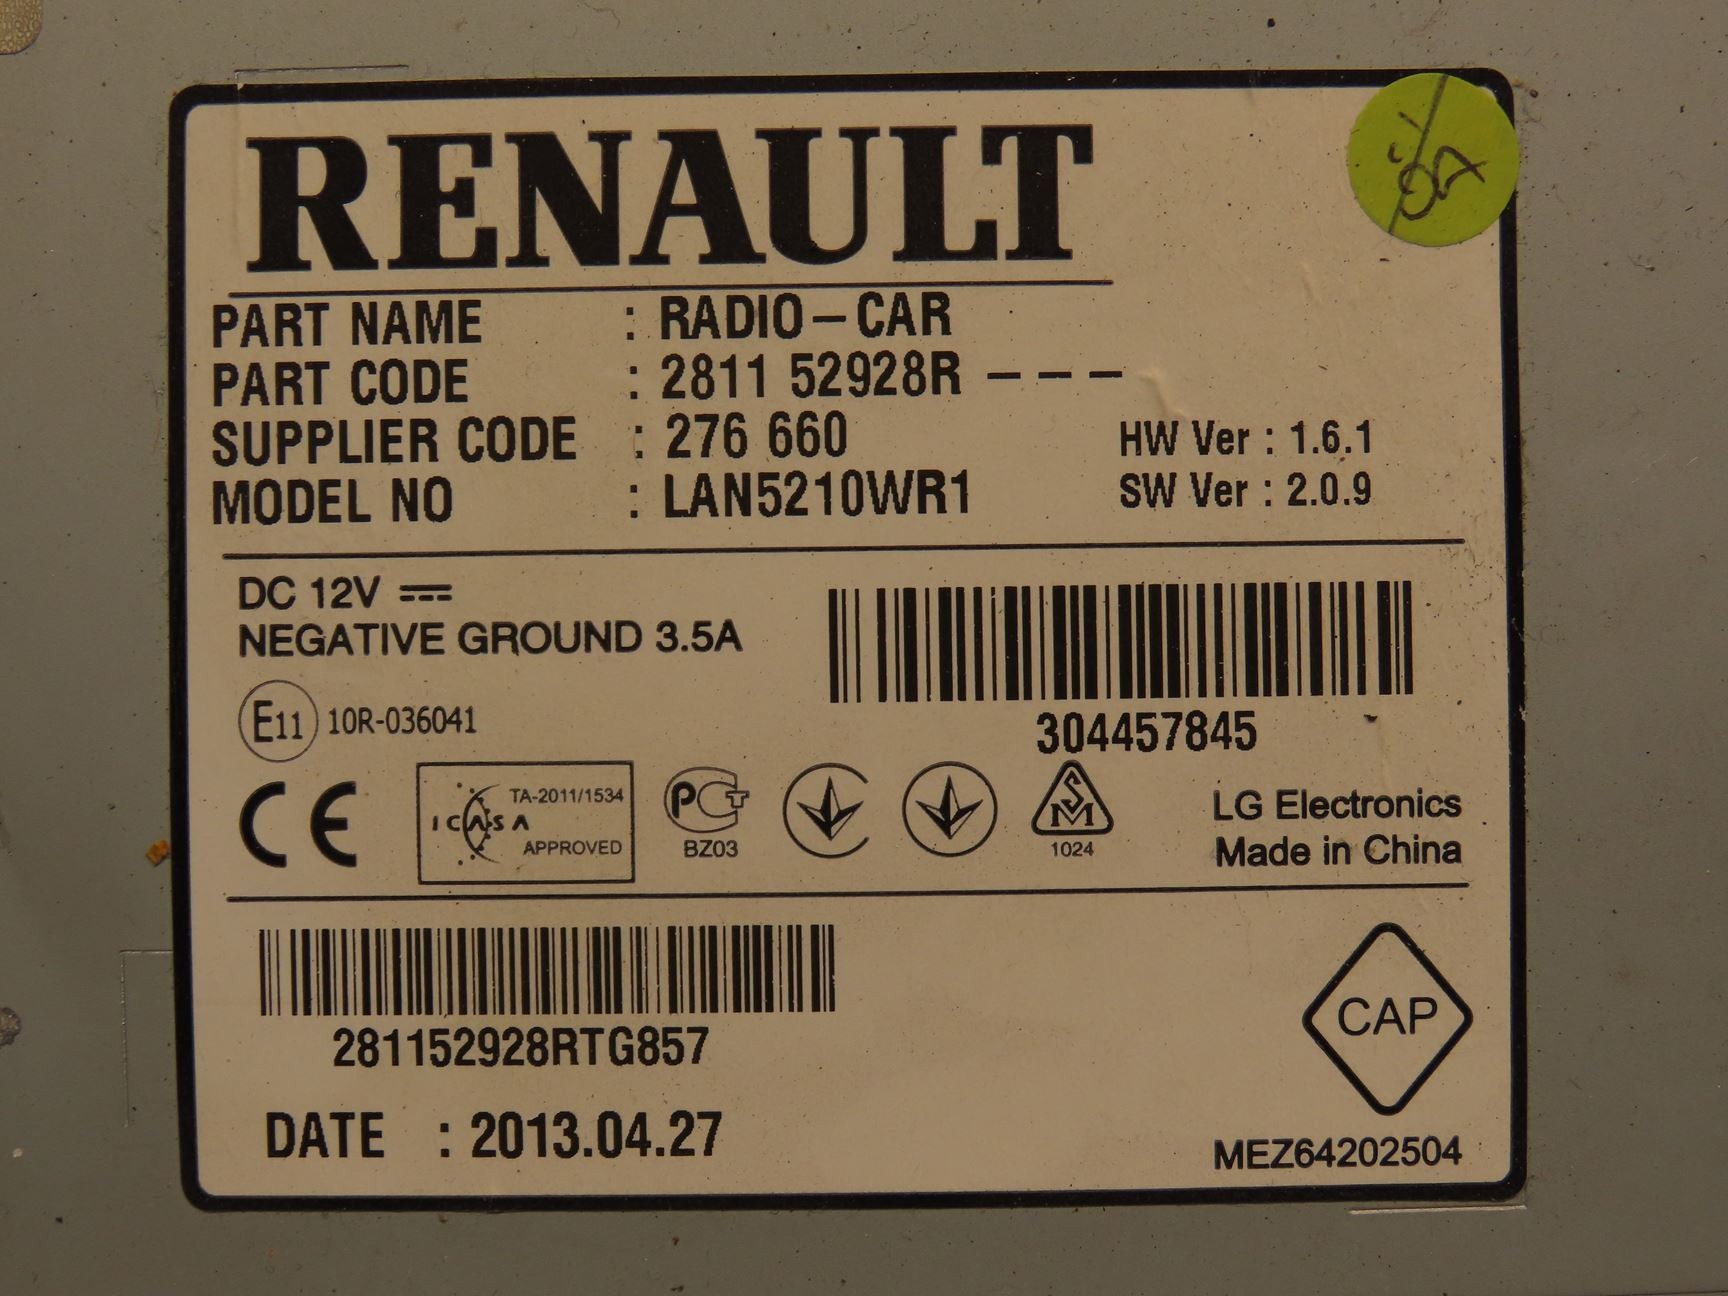 RENAULT
PART NAME : RADIO-CAR
PART CODE : 2811 52928R ---
SUPPLIER CODE : 276 660 HW Ver : 1.6.1
MODEL NO : LAN5210WR1 SW Ver : 2.0.9
DC 12V
NEGATIVE GROUND 3.5A
E11 10R-036041
304457845
CE
TA-2011/1534
ICASA
APPROVED
PCT
BZ03
SM
1024
LG Electronics
Made in China
281152928RTG857
CAP
DATE : 2013.04.27
MEZ64202504